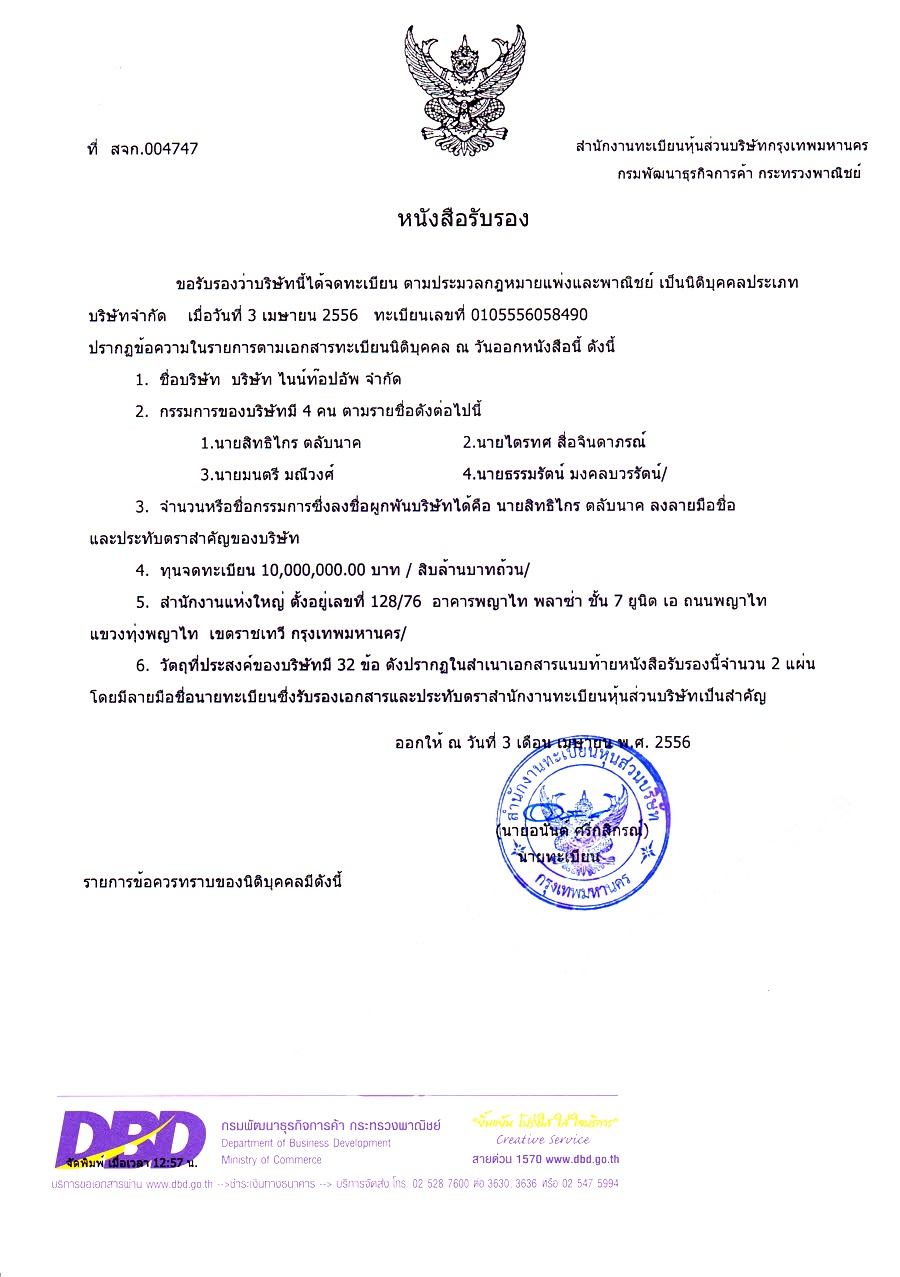 ที่ สจก.004747
สำนักงานทะเบียนหุ้นส่วนบริษัทกรุงเทพมหานคร
กรมพัฒนาธุรกิจการค้า กระทรวงพาณิชย์
หนังสือรับรอง
ขอรับรองว่าบริษัทนี้ได้จดทะเบียน ตามประมวลกฎหมายแพ่งและพาณิชย์ เป็นนิติบุคคลประเภท
บริษัทจำกัด เมื่อวันที่ 3 เมษายน 2556 ทะเบียนเลขที่ 0105556058490
ปรากฏข้อความในรายการตามเอกสารทะเบียนนิติบุคคล ณ วันออกหนังสือนี้ ดังนี้
1. ชื่อบริษัท บริษัท ไนน์ท๊อปอัพ จำกัด
2. กรรมการของบริษัทมี 4 คน ตามรายชื่อดังต่อไปนี้
1.นายสิทธิไกร ตลับนาค 2.นายไตรทศ สื่อจินดาภรณ์
3.นายมนตรี มณีวงศ์ 4.นายธรรมรัตน์ มงคลบวรรัตน์/
3. จำนวนหรือชื่อกรรมการซึ่งลงชื่อผูกพันบริษัทได้คือ นายสิทธิไกร ตลับนาค ลงลายมือชื่อ
และประทับตราสำคัญของบริษัท
4. ทุนจดทะเบียน 10,000,000.00 บาท / สิบล้านบาทถ้วน/
5. สำนักงานแห่งใหญ่ ตั้งอยู่เลขที่ 128/76 อาคารพญาไท พลาซ่า ชั้น 7 ยูนิต เอ ถนนพญาไท
แขวงทุ่งพญาไท เขตราชเทวี กรุงเทพมหานคร/
6. วัตถุที่ประสงค์ของบริษัทมี 32 ข้อ ดังปรากฏในสำเนาเอกสารแนบท้ายหนังสือรับรองนี้จำนวน 2 แผ่น
โดยมีลายมือชื่อนายทะเบียนซึ่งรับรองเอกสารและประทับตราสำนักงานทะเบียนหุ้นส่วนบริษัทเป็นสำคัญ
ออกให้ ณ วันที่ 3 เดือน เมษายน พ.ศ. 2556
สำนักงานทะเบียนหุ้นส่วนบริษัท
(นายอนันต์ ศรีกสิกรณ์)
นายทะเบียน
กรุงเทพมหานคร
รายการข้อควรทราบของนิติบุคคลมีดังนี้
DBD
จัดพิมพ์ เมื่อเวลา 12:57 น.
กรมพัฒนาธุรกิจการค้า กระทรวงพาณิชย์
Department of Business Development
Ministry of Commerce
Creative Service
สายด่วน 1570 www.dbd.go.th
บริการขอเอกสารผ่าน www.dbd.go.th -->ชำระเงินทางธนาคาร --> บริการจัดส่ง โทร. 02 528 7600 ต่อ 3630, 3636 หรือ 02 547 5994